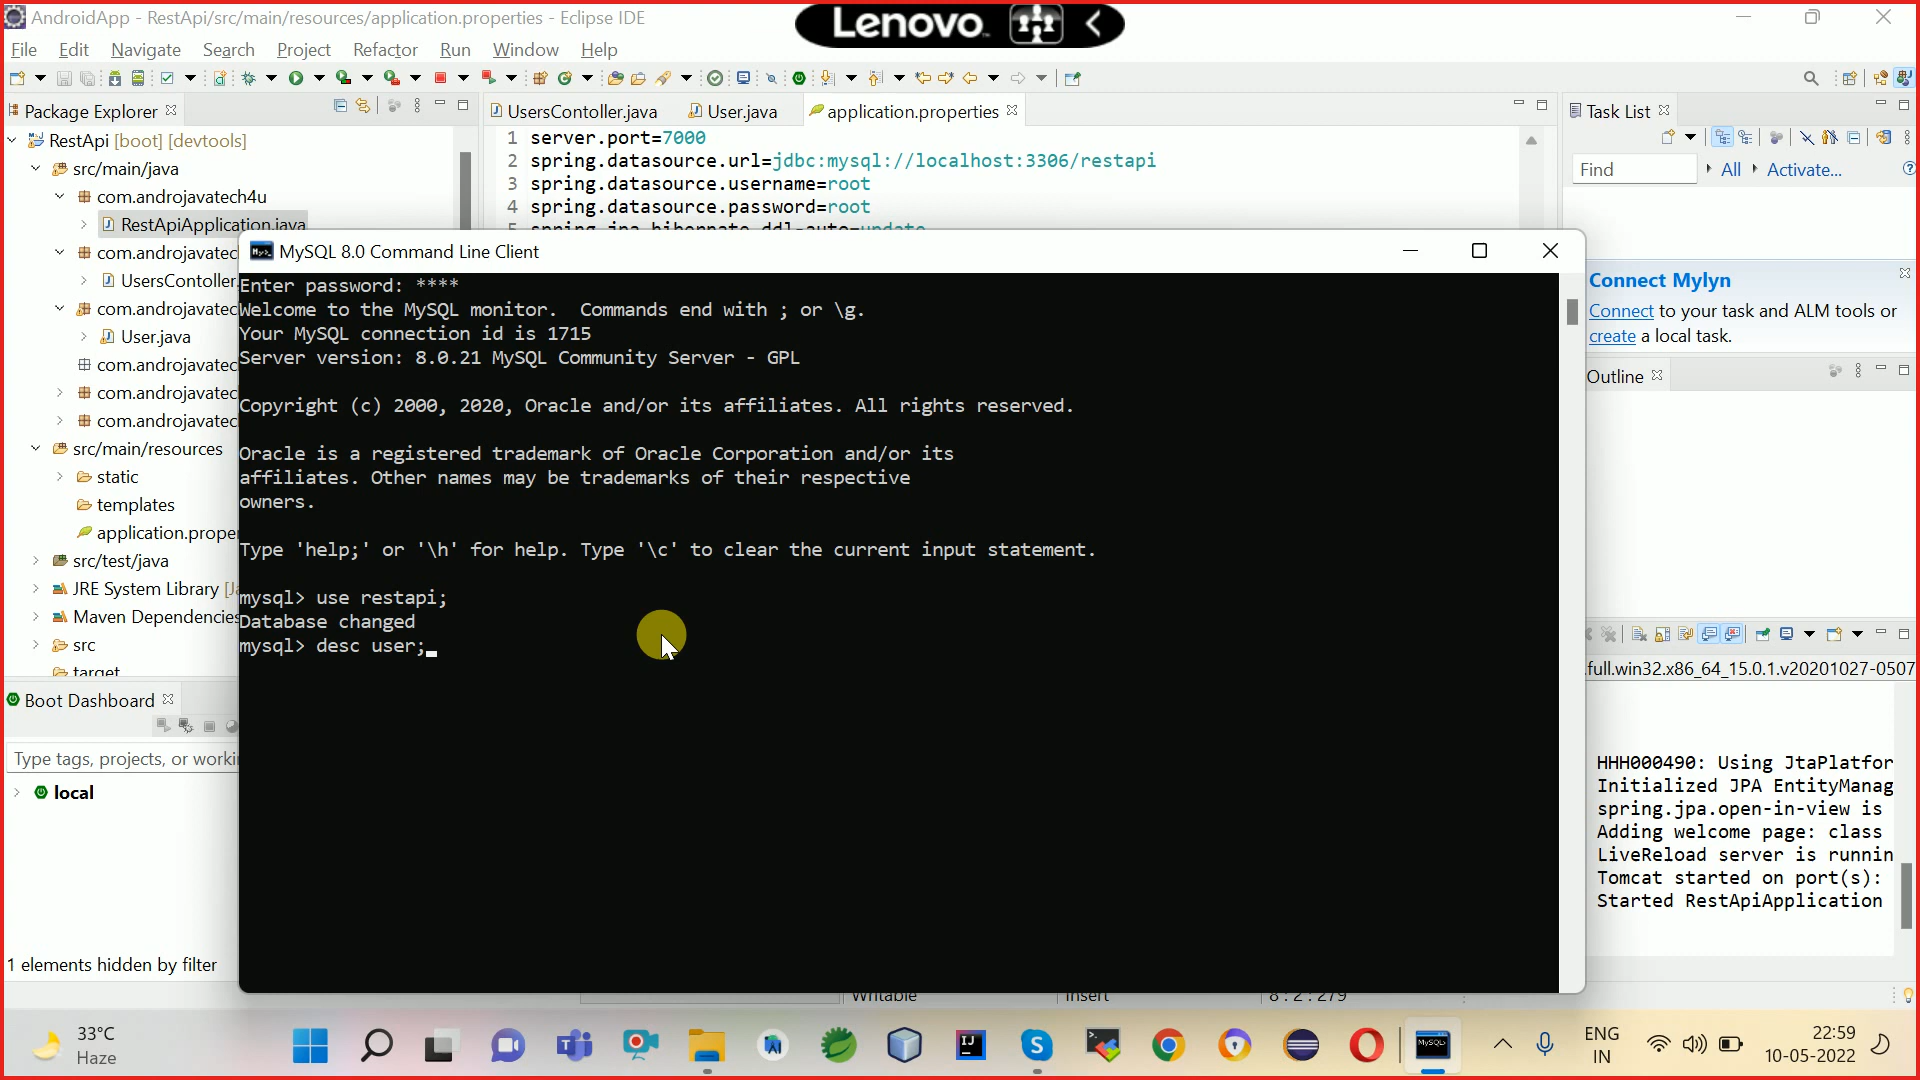 AndroidApp - RestApi/src/main/resources/application.properties - Eclipse IDE
Lenovo
File Edit Navigate Search Project Refactor Run Window Help
Package Explorer
UsersContoller.java User.java application.properties
Task List
RestApi [boot] [devtools]
src/main/java
com.androjavatech4u
RestApiApplication.java
com.androjavatec
UsersContoller.
com.androjavatec
User.java
com.androjavatec
com.androjavatec
com.androjavatec
src/main/resources
static
templates
application.proper
src/test/java
JRE System Library [Ja
Maven Dependencies
src
target
1 server.port=7000
2 spring.datasource.url=jdbc:mysql://localhost:3306/restapi
3 spring.datasource.username=root
4 spring.datasource.password=root
5 spring.jpa.hibernate.ddl-auto=update
Find All Activate...
Connect Mylyn
Connect to your task and ALM tools or
create a local task.
Outline
MySQL 8.0 Command Line Client
Enter password: ****
Welcome to the MySQL monitor.  Commands end with ; or \g.
Your MySQL connection id is 1715
Server version: 8.0.21 MySQL Community Server - GPL
Copyright (c) 2000, 2020, Oracle and/or its affiliates. All rights reserved.
Oracle is a registered trademark of Oracle Corporation and/or its
affiliates. Other names may be trademarks of their respective
owners.
Type 'help;' or '\h' for help. Type '\c' to clear the current input statement.
mysql> use restapi;
Database changed
mysql> desc user;
.full.win32.x86_64_15.0.1.v20201027-0507
HHH000490: Using JtaPlatfor
Initialized JPA EntityManag
spring.jpa.open-in-view is
Adding welcome page: class
LiveReload server is runnin
Tomcat started on port(s):
Started RestApiApplication
Boot Dashboard
Type tags, projects, or workin
local
1 elements hidden by filter
Writable Insert 8 : 2 : 279
33°C
Haze
MySQL
ENG
IN
22:59
10-05-2022